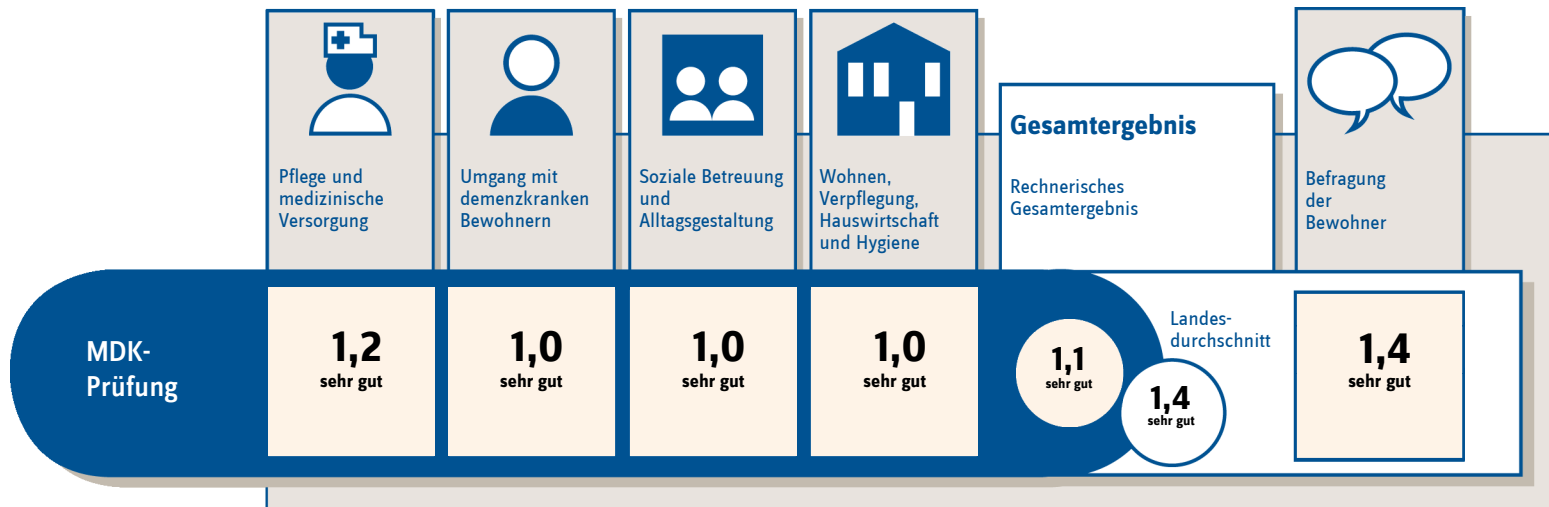 Pflege und
medizinische
Versorgung
Umgang mit
demenzkranken
Bewohnern
Soziale Betreuung
und
Alltagsgestaltung
Wohnen,
Verpflegung,
Hauswirtschaft
und Hygiene
Gesamtergebnis
Rechnerisches
Gesamtergebnis
Befragung
der
Bewohner
MDK-
Prüfung
1,2
sehr gut
1,0
sehr gut
1,0
sehr gut
1,0
sehr gut
1,1
sehr gut
Landes-
durchschnitt
1,4
sehr gut
1,4
sehr gut